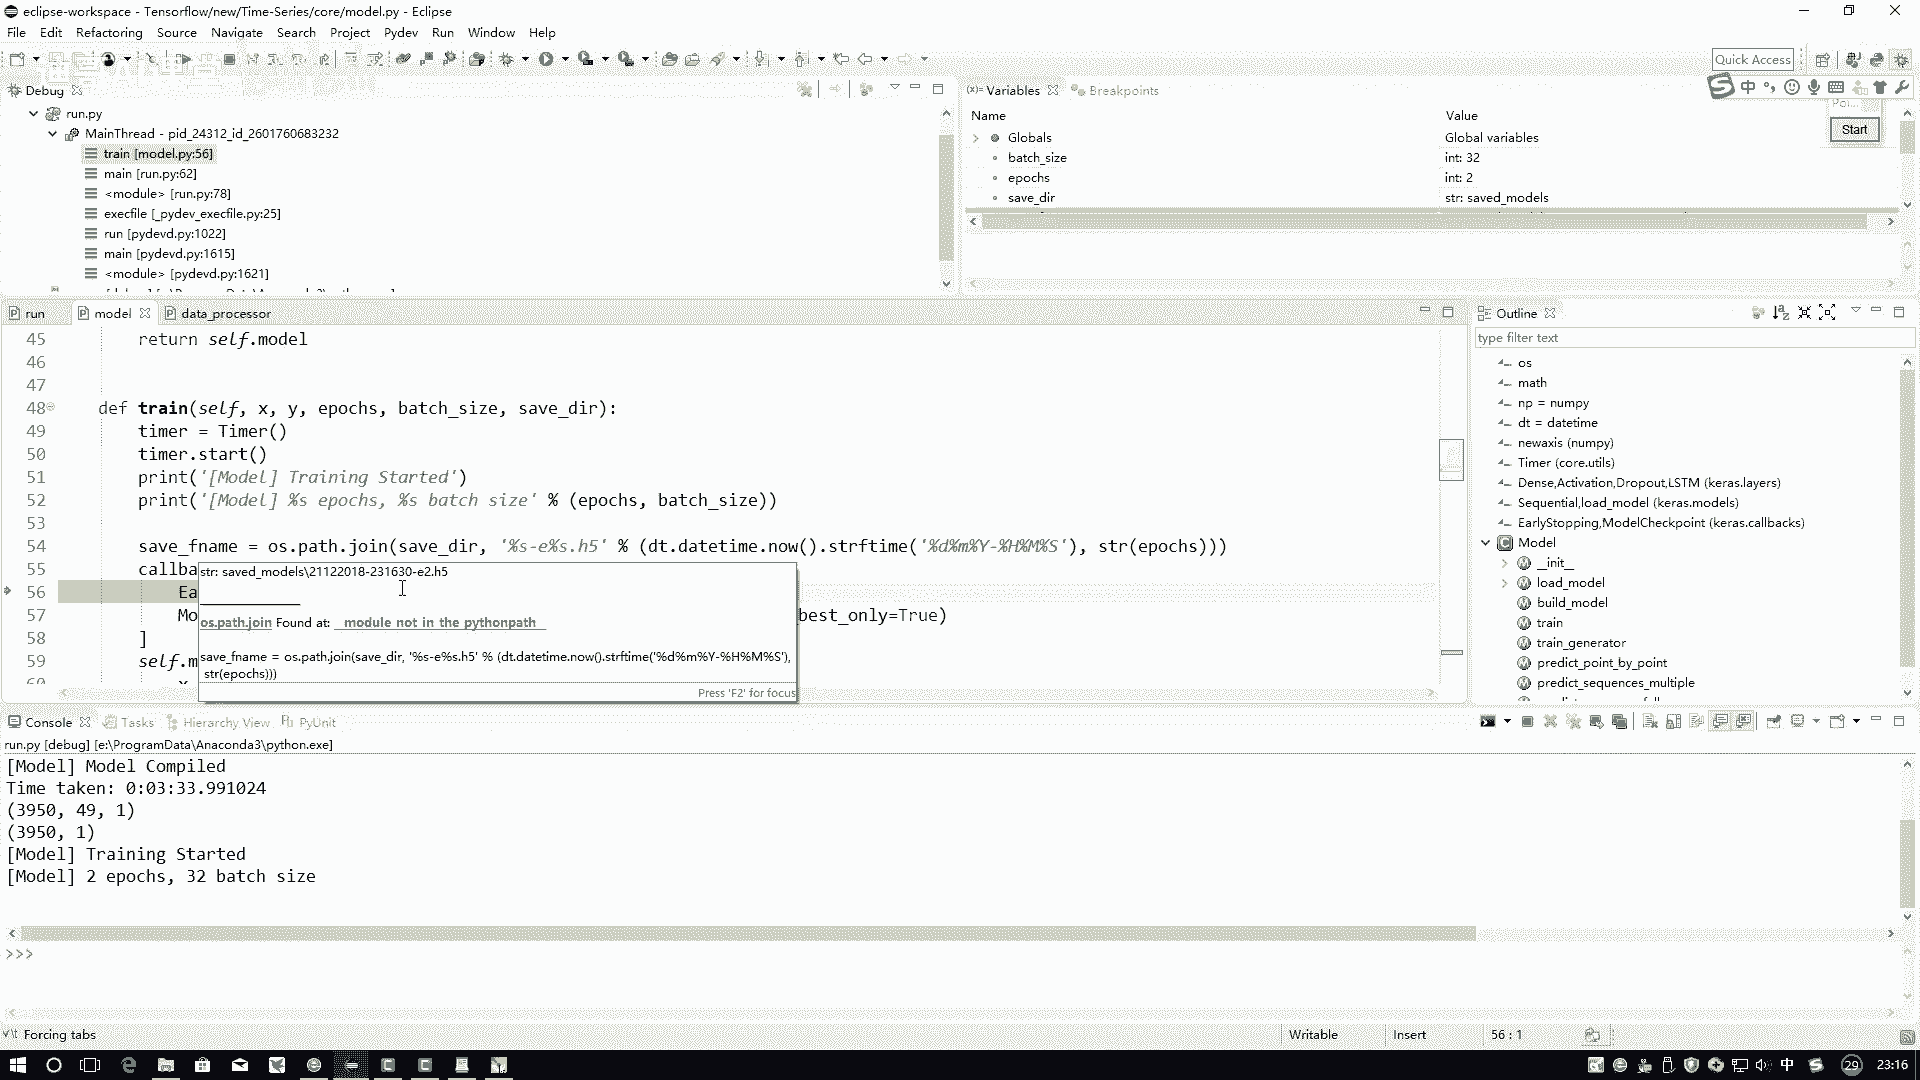 eclipse-workspace - Tensorflow/new/Time-Series/core/model.py - Eclipse
File Edit Refactoring Source Navigate Search Project Pydev Run Window Help
Quick Access
Debug
run.py
MainThread - pid_24312_id_2601760683232
train [model.py:56]
main [run.py:62]
<module> [run.py:78]
execfile [_pydev_execfile.py:25]
run [pydevd.py:1022]
main [pydevd.py:1615]
<module> [pydevd.py:1621]
(x)= Variables Breakpoints
中
Name Value
Globals Global variables
batch_size int: 32
epochs int: 2
save_dir str: saved_models
Start
run model data_processor
45 return self.model
46
47
48 def train(self, x, y, epochs, batch_size, save_dir):
49 timer = Timer()
50 timer.start()
51 print('[Model] Training Started')
52 print('[Model] %s epochs, %s batch size' % (epochs, batch_size))
53
54 save_fname = os.path.join(save_dir, '%s-e%s.h5' % (dt.datetime.now().strftime('%d%m%Y-%H%M%S'), str(epochs)))
55 callba
56 Ea
57 Mo best_only=True)
58 ]
59 self.m
str: saved_models\21122018-231630-e2.h5
os.path.join Found at: module not in the pythonpath
save_fname = os.path.join(save_dir, '%s-e%s.h5' % (dt.datetime.now().strftime('%d%m%Y-%H%M%S'),
str(epochs)))
Press 'F2' for focus
Outline
type filter text
os
math
np = numpy
dt = datetime
newaxis (numpy)
Timer (core.utils)
Dense,Activation,Dropout,LSTM (keras.layers)
Sequential,load_model (keras.models)
EarlyStopping,ModelCheckpoint (keras.callbacks)
Model
__init__
load_model
build_model
train
train_generator
predict_point_by_point
predict_sequences_multiple
Console Tasks Hierarchy View PyUnit
run.py [debug] [e:\ProgramData\Anaconda3\python.exe]
[Model] Model Compiled
Time taken: 0:03:33.991024
(3950, 49, 1)
(3950, 1)
[Model] Training Started
[Model] 2 epochs, 32 batch size
>>>
Forcing tabs Writable Insert 56 : 1
中 29 23:16